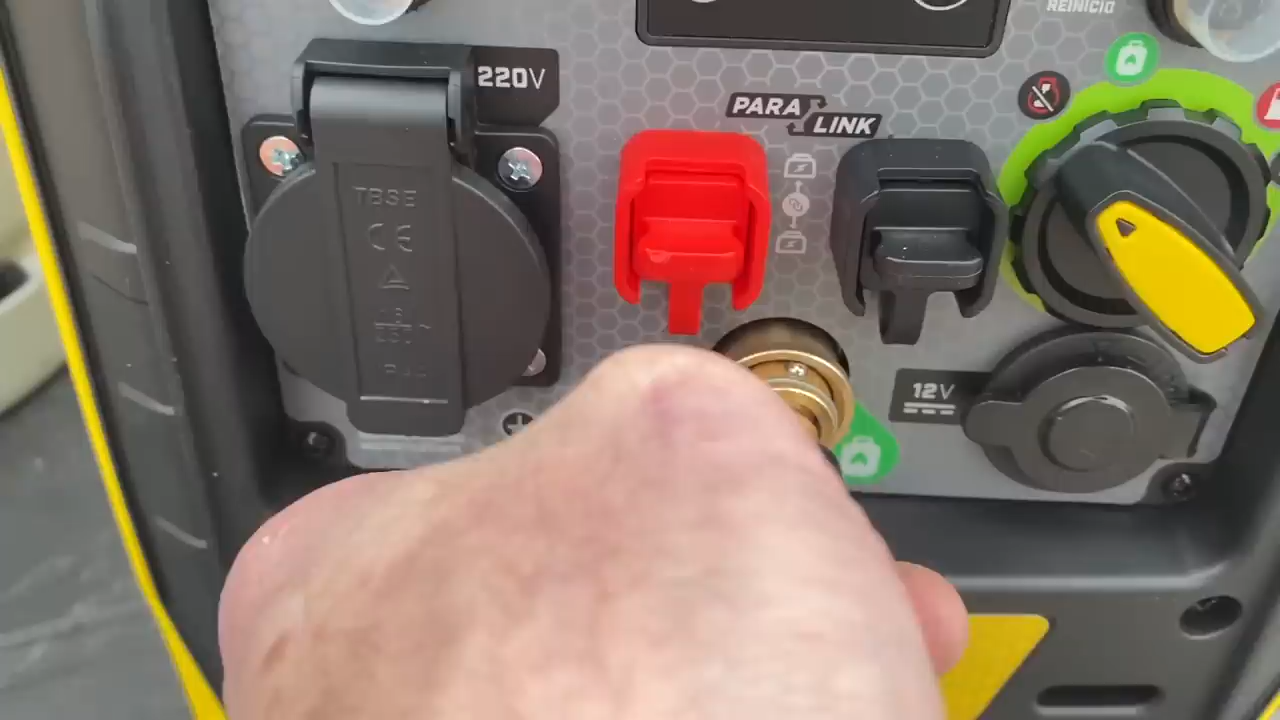 REINICIO
220V
PARA
LINK
TBSE
CE
12V